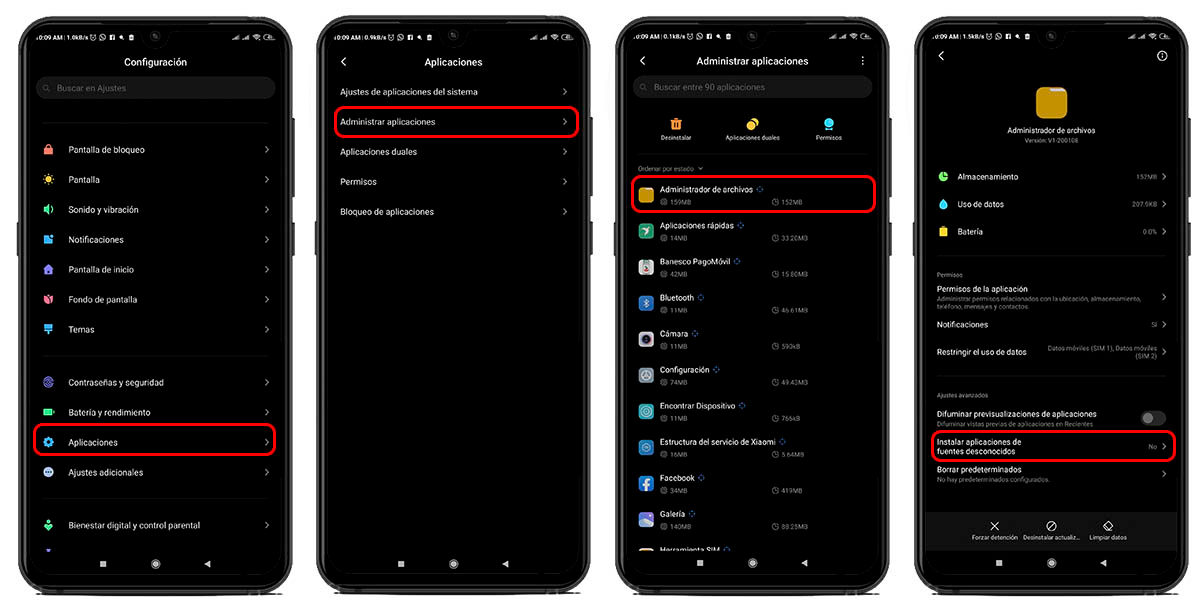 10:09 AM | 1.0kB/s
Configuración
Buscar en Ajustes
Pantalla de bloqueo
Pantalla
Sonido y vibración
Notificaciones
Pantalla de inicio
Fondo de pantalla
Temas
Contraseñas y seguridad
Batería y rendimiento
Aplicaciones
Ajustes adicionales
Bienestar digital y control parental
10:09 AM | 0.9kB/s
Aplicaciones
Ajustes de aplicaciones del sistema
Administrar aplicaciones
Aplicaciones duales
Permisos
Bloqueo de aplicaciones
10:09 AM | 0.1kB/s
Administrar aplicaciones
Buscar entre 90 aplicaciones
Desinstalar
Aplicaciones duales
Permisos
Ordenar por estado
Administrador de archivos
159MB 152MB
Aplicaciones rápidas
14MB 33.20MB
Banesco PagoMóvil
42MB 15.80MB
Bluetooth
11MB 46.61MB
Cámara
11MB 590kB
Configuración
74MB 49.43MB
Encontrar Dispositivo
11MB 766kB
Estructura del servicio de Xiaomi
16MB 5.64MB
Facebook
34MB 419MB
Galería
140MB 88.25MB
Herramienta SIM
10:09 AM | 1.5kB/s
Administrador de archivos
Versión: V1-200108
Almacenamiento 152MB
Uso de datos 207.9KB
Batería 0.0%
Permisos
Permisos de la aplicación
Administrar permisos relacionados con la ubicación, almacenamiento,
teléfono, mensajes y contactos.
Notificaciones Sí
Restringir el uso de datos Datos móviles (SIM 1), Datos móviles
(SIM 2)
Ajustes avanzados
Difuminar previsualizaciones de aplicaciones
Difuminar vistas previas de aplicaciones en Recientes
Instalar aplicaciones de
fuentes desconocidos No
Borrar predeterminados
No hay predeterminados configurados.
Forzar detención
Desinstalar actualiz...
Limpiar datos